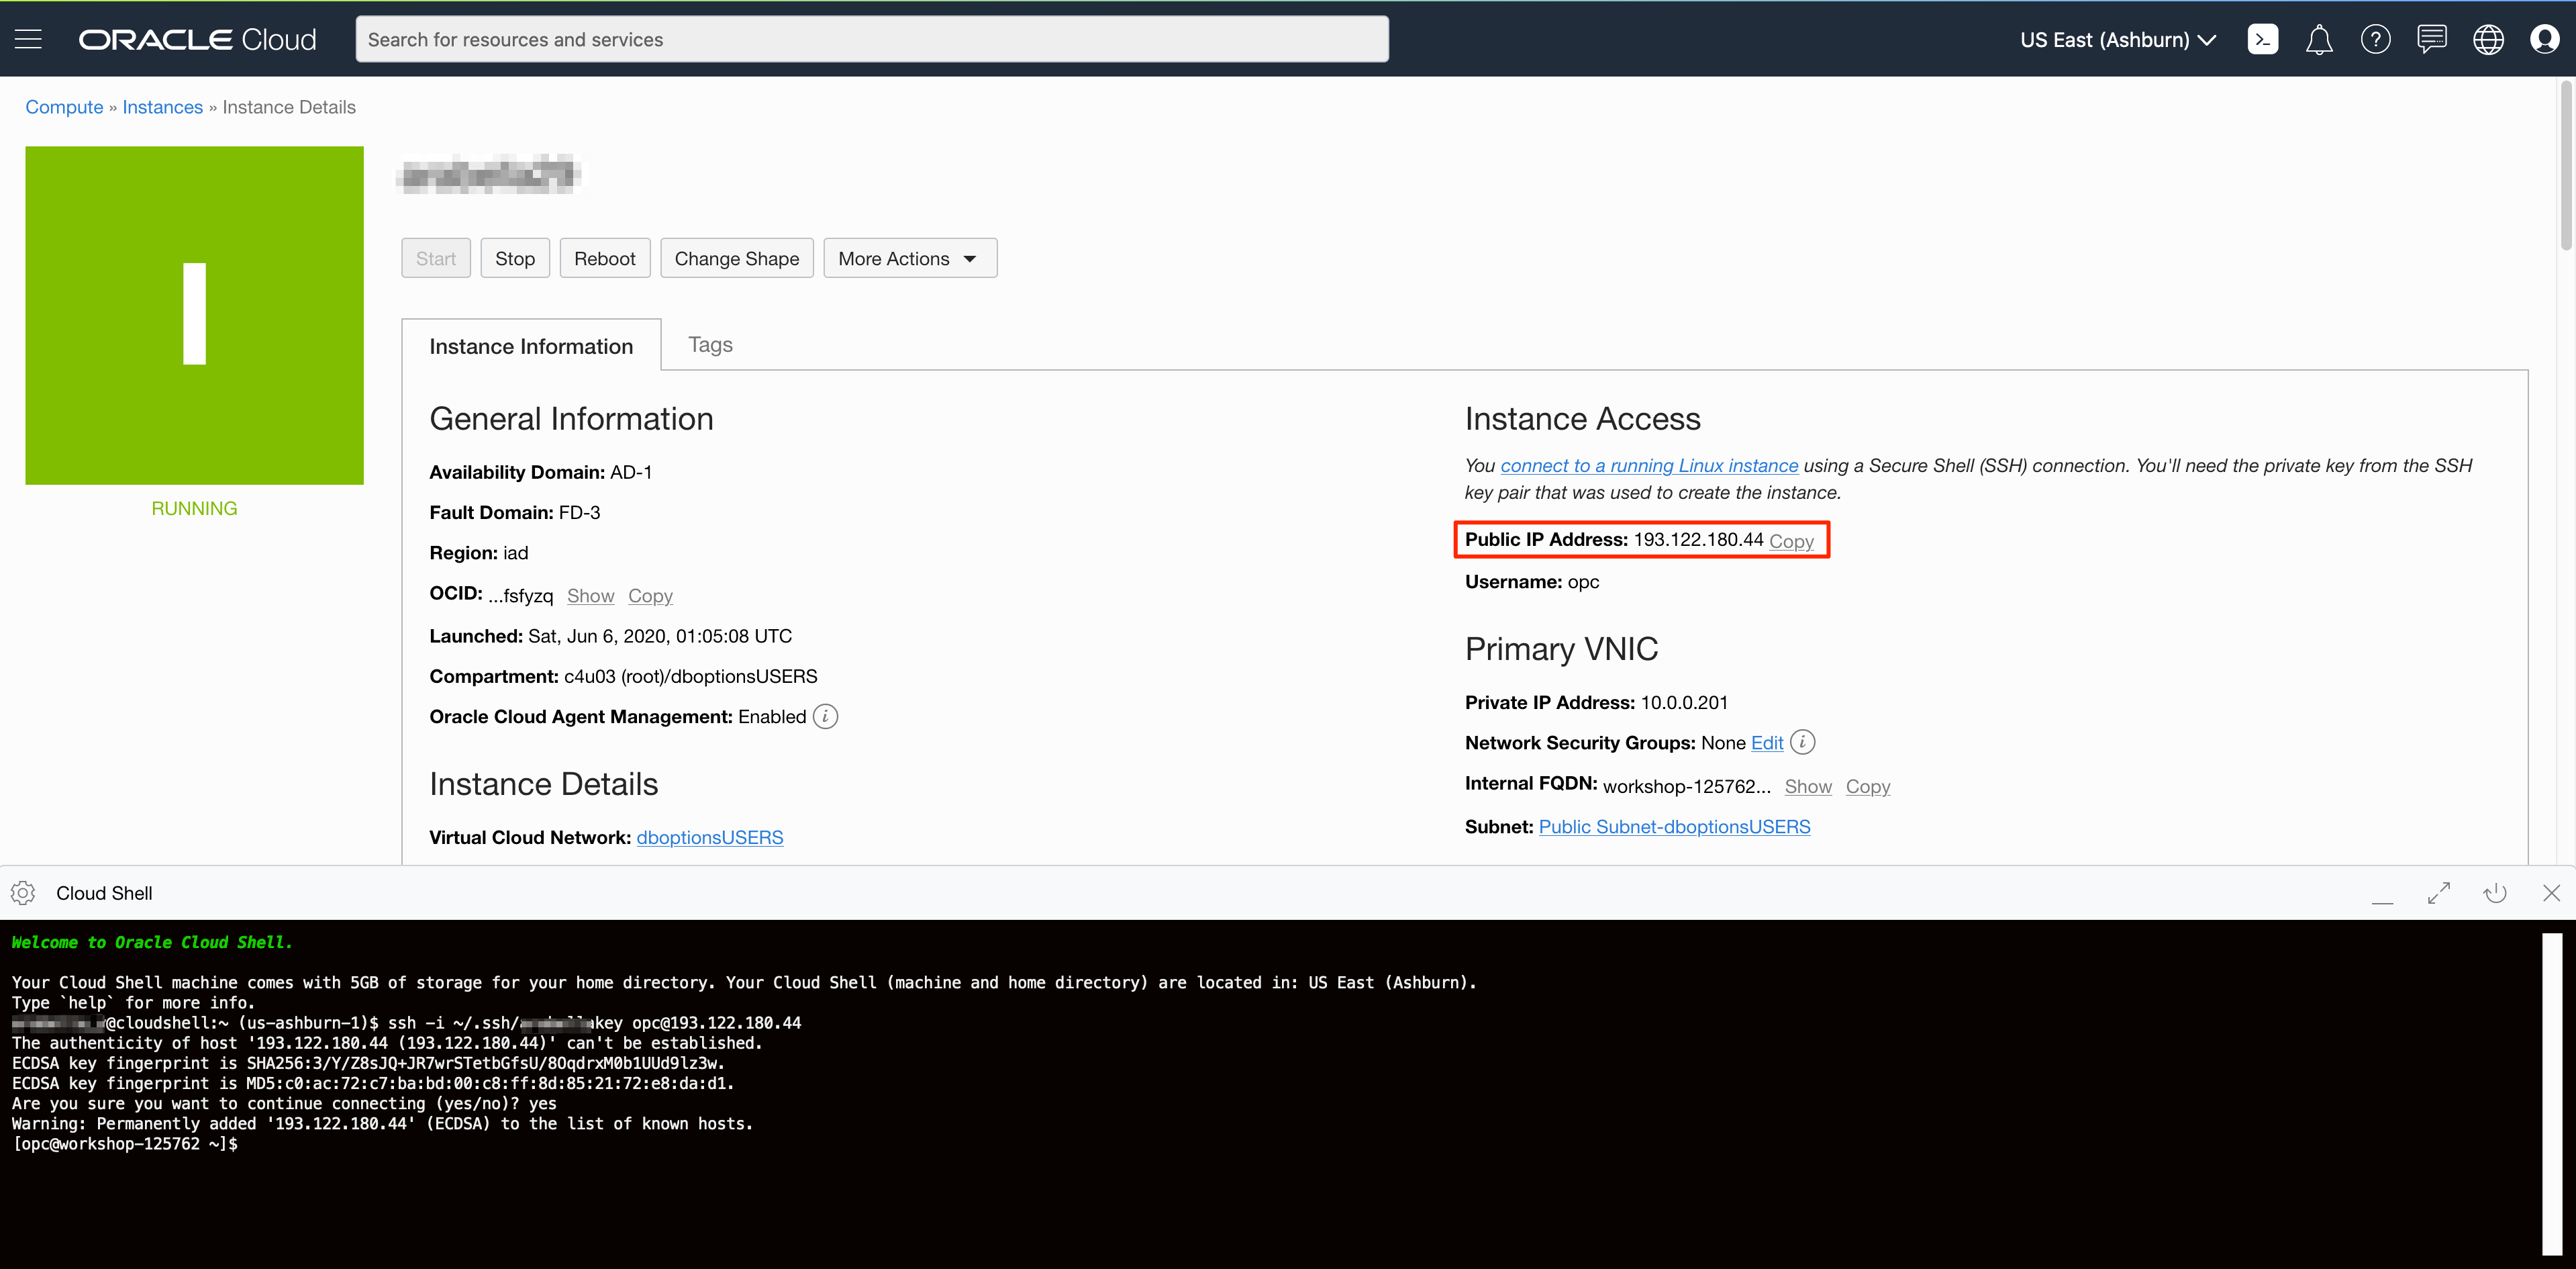 ORACLE Cloud
Search for resources and services
US East (Ashburn)
Compute » Instances » Instance Details
I
RUNNING
Start Stop Reboot Change Shape More Actions
Instance Information Tags
General Information
Availability Domain: AD-1
Fault Domain: FD-3
Region: iad
OCID: ...fsfyzq Show Copy
Launched: Sat, Jun 6, 2020, 01:05:08 UTC
Compartment: c4u03 (root)/dboptionsUSERS
Oracle Cloud Agent Management: Enabled
Instance Details
Virtual Cloud Network: dboptionsUSERS
Instance Access
You connect to a running Linux instance using a Secure Shell (SSH) connection. You'll need the private key from the SSH
key pair that was used to create the instance.
Public IP Address: 193.122.180.44 Copy
Username: opc
Primary VNIC
Private IP Address: 10.0.0.201
Network Security Groups: None Edit
Internal FQDN: workshop-125762... Show Copy
Subnet: Public Subnet-dboptionsUSERS
Cloud Shell
Welcome to Oracle Cloud Shell.
Your Cloud Shell machine comes with 5GB of storage for your home directory. Your Cloud Shell (machine and home directory) are located in: US East (Ashburn).
Type `help` for more info.
@cloudshell:~ (us-ashburn-1)$ ssh -i ~/.ssh/ key opc@193.122.180.44
The authenticity of host '193.122.180.44 (193.122.180.44)' can't be established.
ECDSA key fingerprint is SHA256:3/Y/Z8sJQ+JR7wrSTetbGfsU/8OqdrxM0b1UUd9lz3w.
ECDSA key fingerprint is MD5:c0:ac:72:c7:ba:bd:00:c8:ff:8d:85:21:72:e8:da:d1.
Are you sure you want to continue connecting (yes/no)? yes
Warning: Permanently added '193.122.180.44' (ECDSA) to the list of known hosts.
[opc@workshop-125762 ~]$